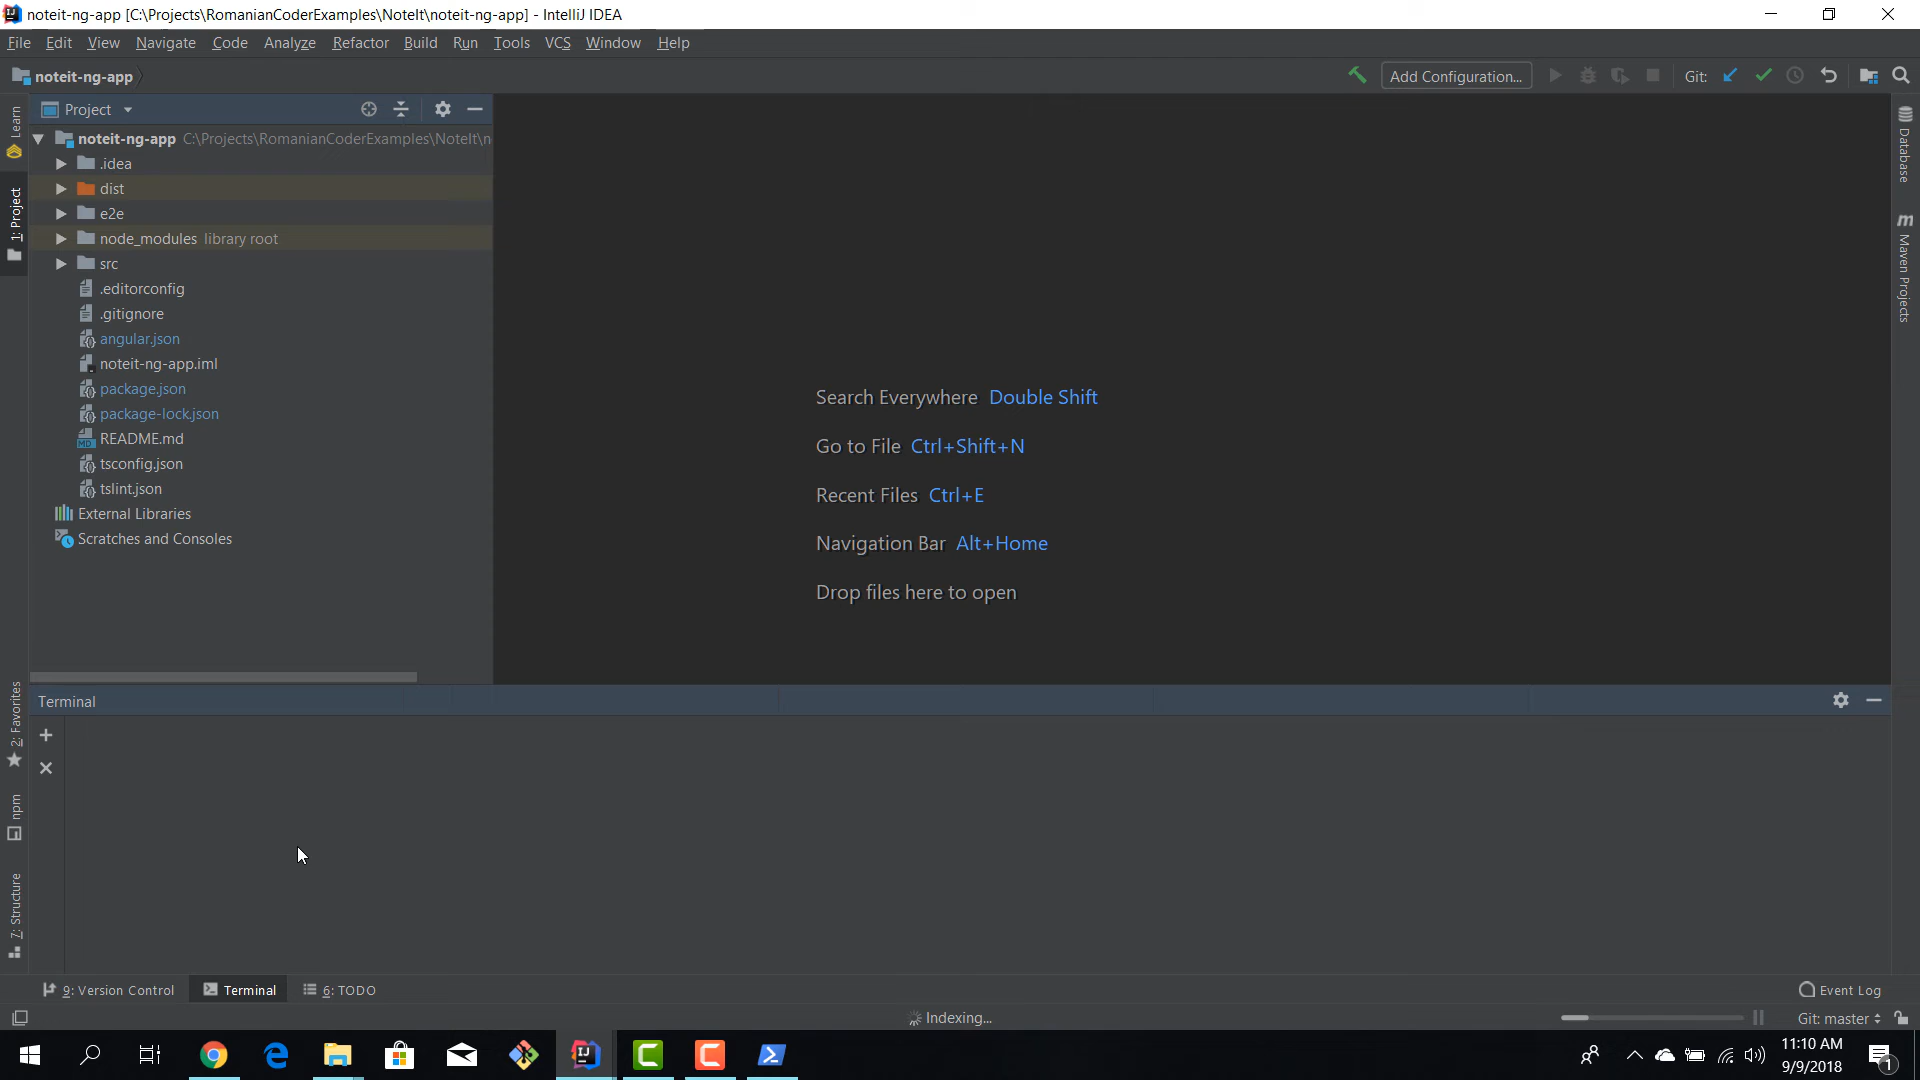 noteit-ng-app [C:\Projects\RomanianCoderExamples\NoteIt\noteit-ng-app] - IntelliJ IDEA
File Edit View Navigate Code Analyze Refactor Build Run Tools VCS Window Help
noteit-ng-app
Add Configuration...
Git:
Learn
1: Project
Project
noteit-ng-app C:\Projects\RomanianCoderExamples\NoteIt\n
.idea
dist
e2e
node_modules library root
src
.editorconfig
.gitignore
angular.json
noteit-ng-app.iml
package.json
package-lock.json
README.md
tsconfig.json
tslint.json
External Libraries
Scratches and Consoles
Search Everywhere Double Shift
Go to File Ctrl+Shift+N
Recent Files Ctrl+E
Navigation Bar Alt+Home
Drop files here to open
Database
Maven Projects
2: Favorites
npm
7: Structure
Terminal
9: Version Control
Terminal
6: TODO
Event Log
Indexing...
Git: master
11:10 AM
9/9/2018
1